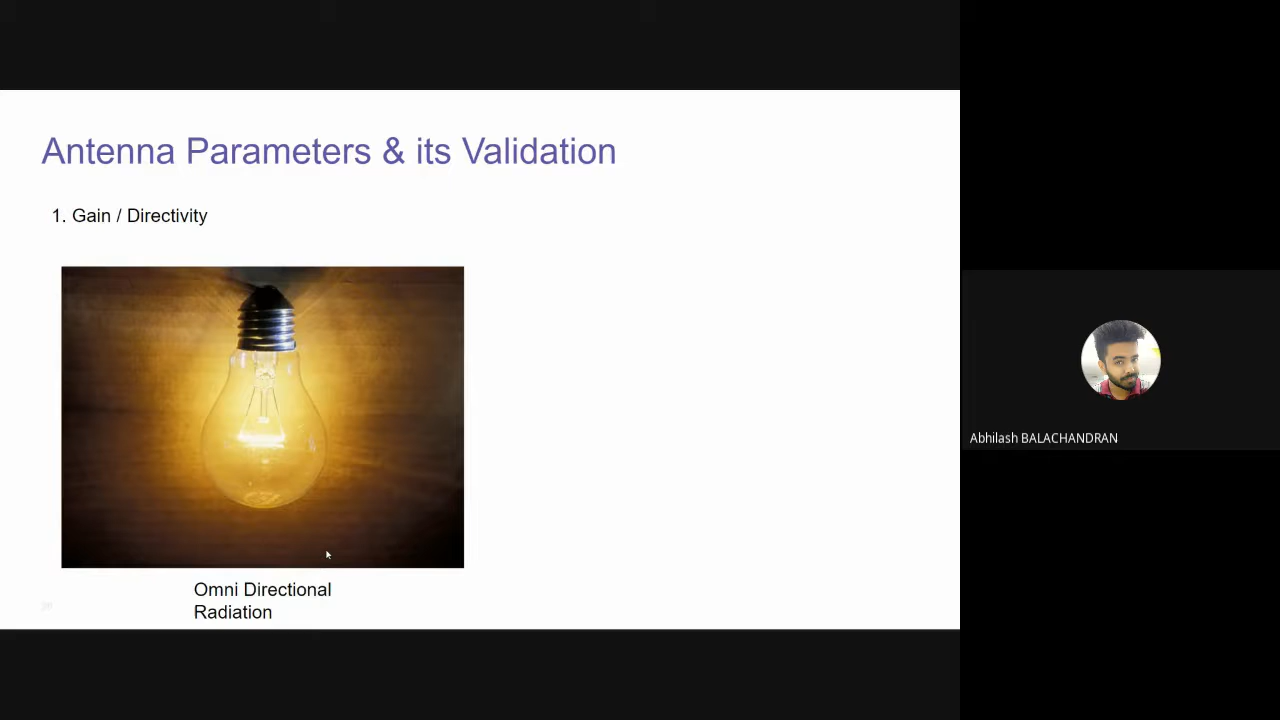 Antenna Parameters & its Validation
1. Gain / Directivity
Omni Directional
Radiation
Abhilash BALACHANDRAN